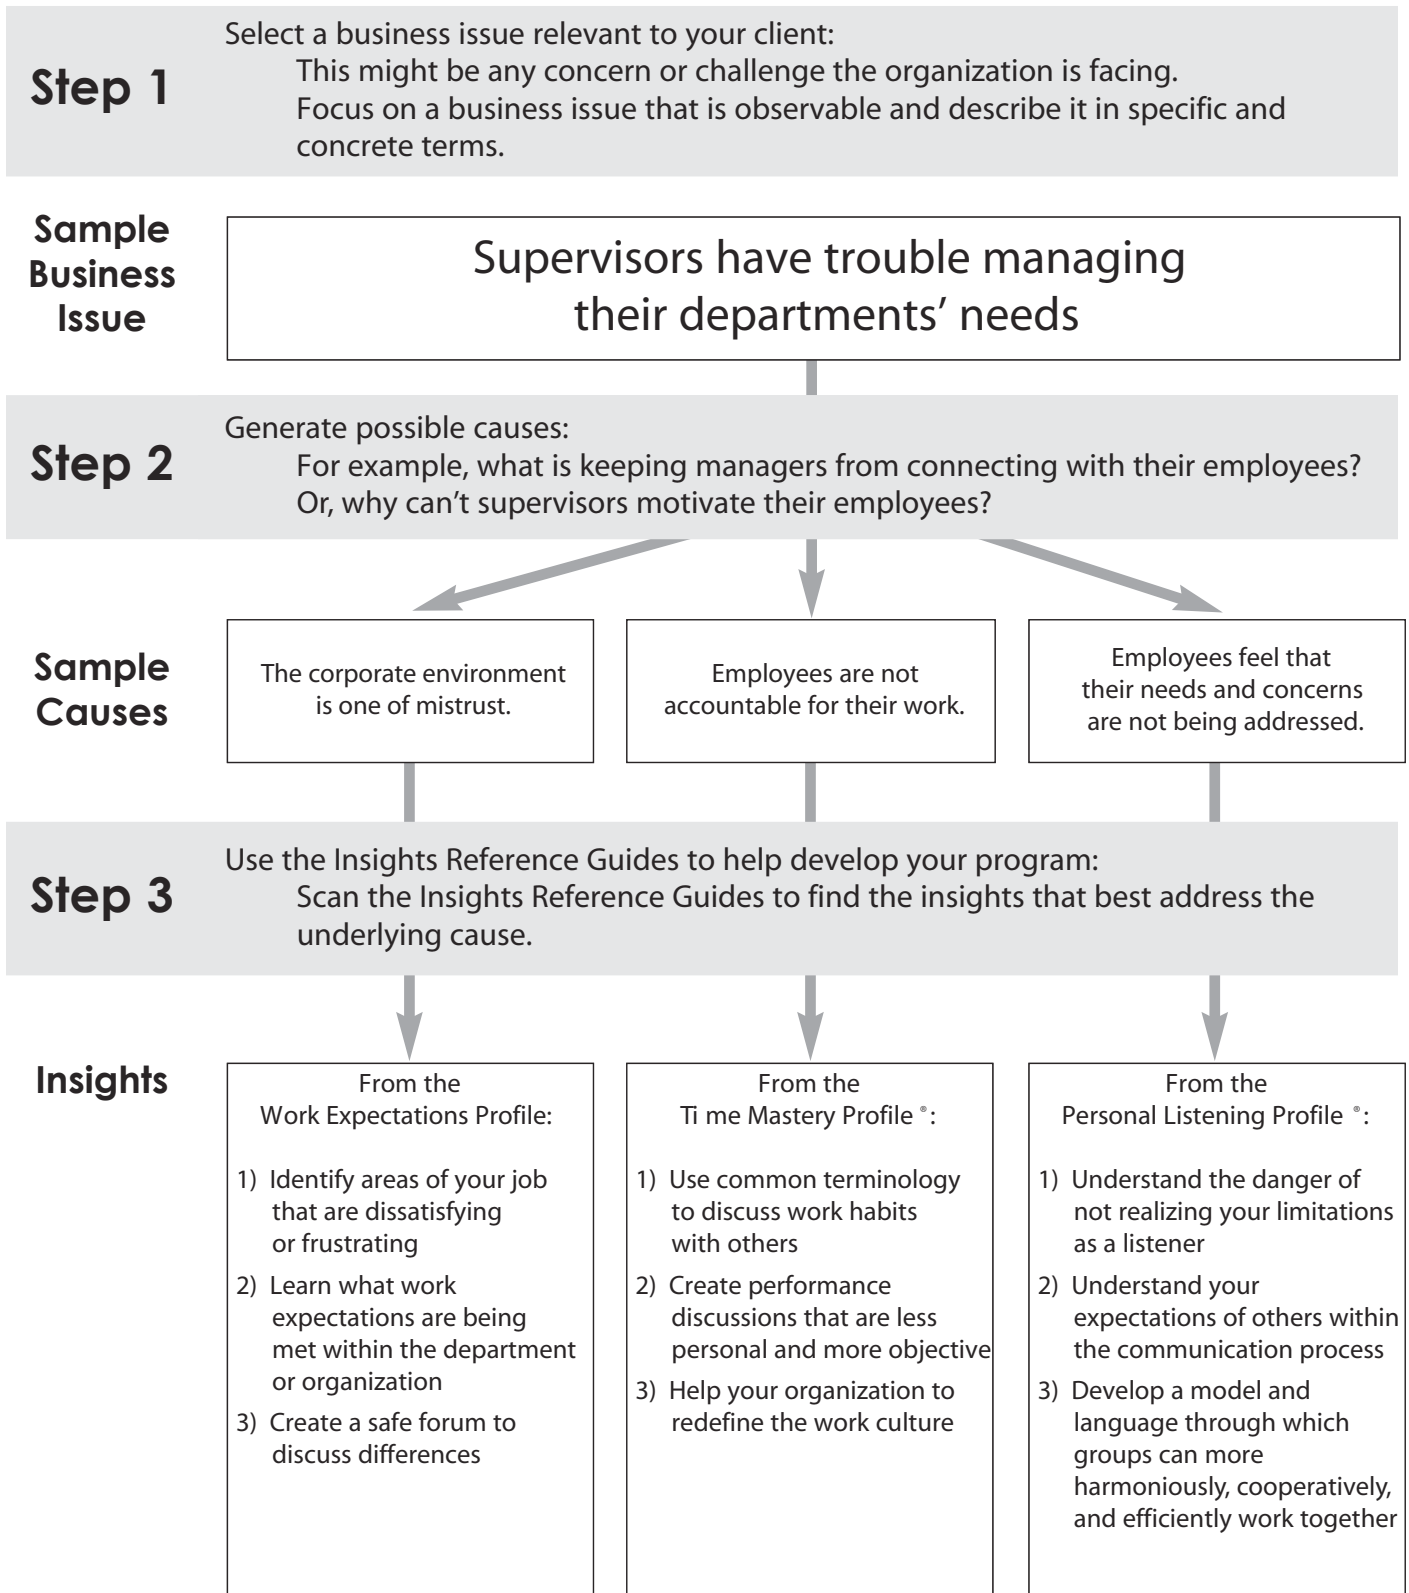 Step 1
Select a business issue relevant to your client:
This might be any concern or challenge the organization is facing.
Focus on a business issue that is observable and describe it in specific and
concrete terms.
Sample
Business
Issue
Supervisors have trouble managing
their departments’ needs
Step 2
Generate possible causes:
For example, what is keeping managers from connecting with their employees?
Or, why can’t supervisors motivate their employees?
Sample
Causes
The corporate environment
is one of mistrust.
Employees are not
accountable for their work.
Employees feel that
their needs and concerns
are not being addressed.
Step 3
Use the Insights Reference Guides to help develop your program:
Scan the Insights Reference Guides to find the insights that best address the
underlying cause.
Insights
From the
Work Expectations Profile:
1) Identify areas of your job
that are dissatisfying
or frustrating
2) Learn what work
expectations are being
met within the department
or organization
3) Create a safe forum to
discuss differences
From the
Ti me Mastery Profile ®:
1) Use common terminology
to discuss work habits
with others
2) Create performance
discussions that are less
personal and more objective
3) Help your organization to
redefine the work culture
From the
Personal Listening Profile ®:
1) Understand the danger of
not realizing your limitations
as a listener
2) Understand your
expectations of others within
the communication process
3) Develop a model and
language through which
groups can more
harmoniously, cooperatively,
and efficiently work together